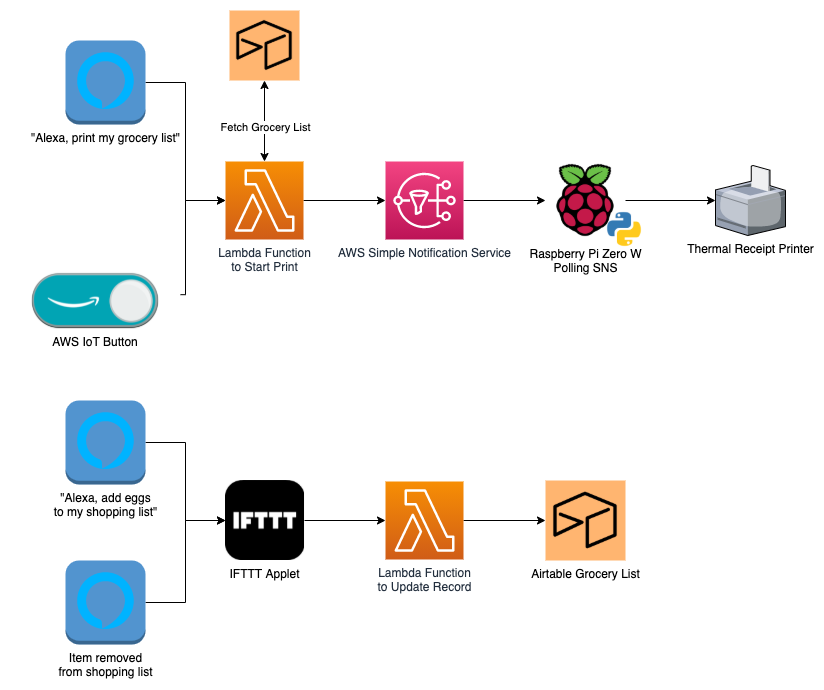 "Alexa, print my grocery list"
Fetch Grocery List
Lambda Function
to Start Print
AWS Simple Notification Service
Raspberry Pi Zero W
Polling SNS
Thermal Receipt Printer
AWS IoT Button
"Alexa, add eggs
to my shopping list"
IFTTT
IFTTT Applet
Lambda Function
to Update Record
Airtable Grocery List
Item removed
from shopping list